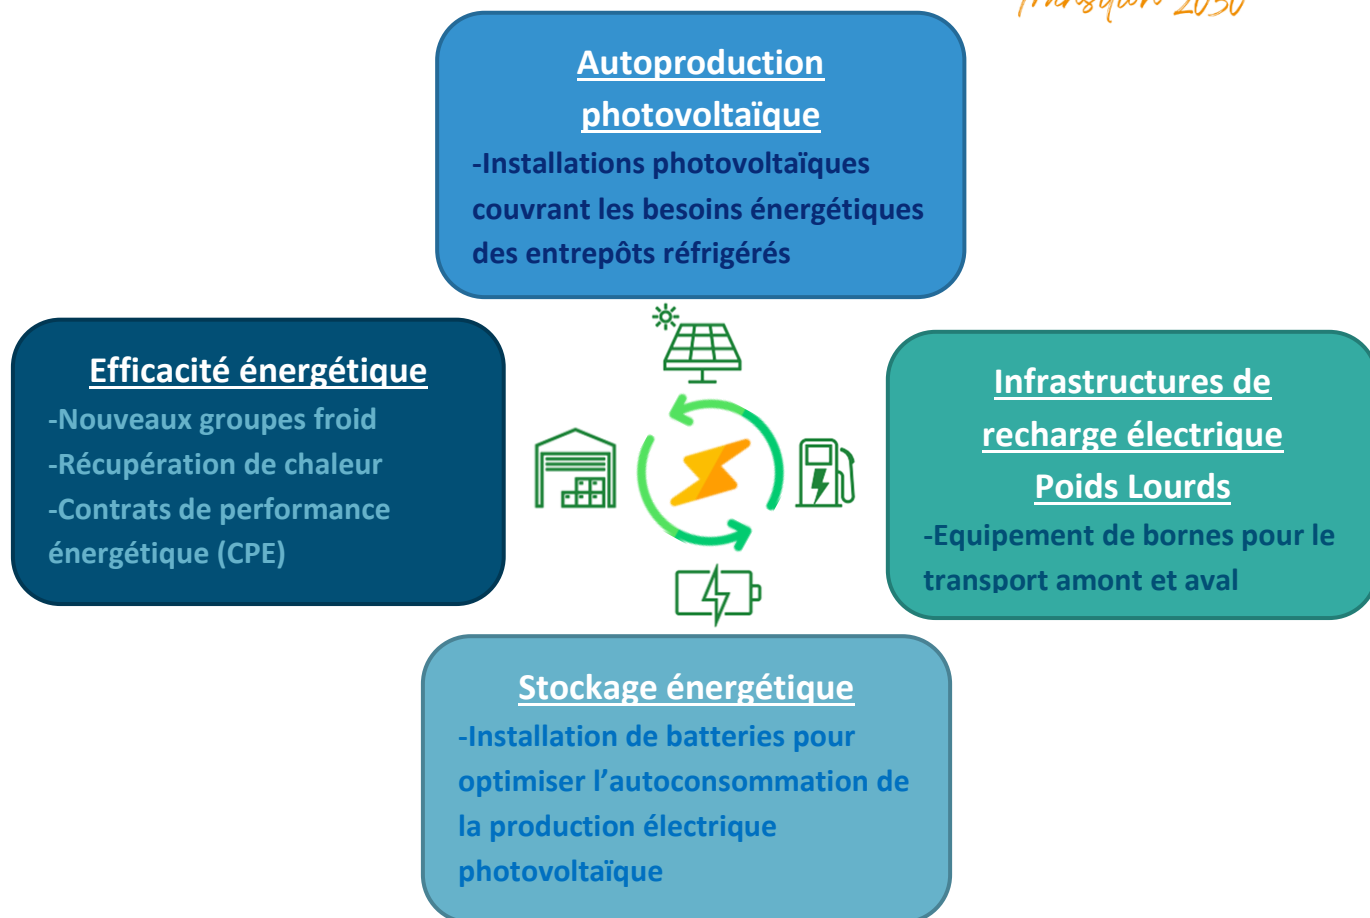 Transition 2030
Autoproduction
photovoltaïque
-Installations photovoltaïques
couvrant les besoins énergétiques
des entrepôts réfrigérés
Efficacité énergétique
-Nouveaux groupes froid
-Récupération de chaleur
-Contrats de performance
énergétique (CPE)
Infrastructures de
recharge électrique
Poids Lourds
-Equipement de bornes pour le
transport amont et aval
Stockage énergétique
-Installation de batteries pour
optimiser l’autoconsommation de
la production électrique
photovoltaïque